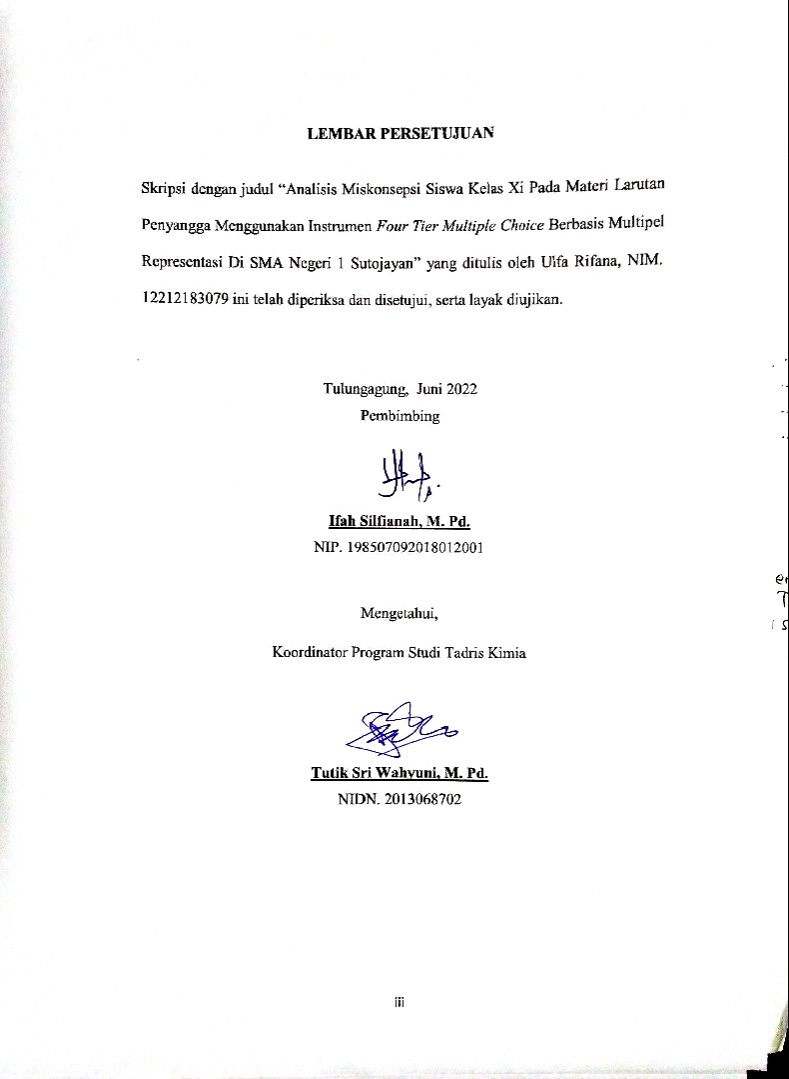 LEMBAR PERSETUJUAN
Skripsi dengan judul “Analisis Miskonsepsi Siswa Kelas Xi Pada Materi Larutan
Penyangga Menggunakan Instrumen Four Tier Multiple Choice Berbasis Multipel
Representasi Di SMA Negeri 1 Sutojayan” yang ditulis oleh Ulfa Rifana, NIM.
12212183079 ini telah diperiksa dan disetujui, serta layak diujikan.
Tulungagung, Juni 2022
Pembimbing
Ifah Silfianah, M. Pd.
NIP. 198507092018012001
Mengetahui,
Koordinator Program Studi Tadris Kimia
Tutik Sri Wahyuni, M. Pd.
NIDN. 2013068702
iii